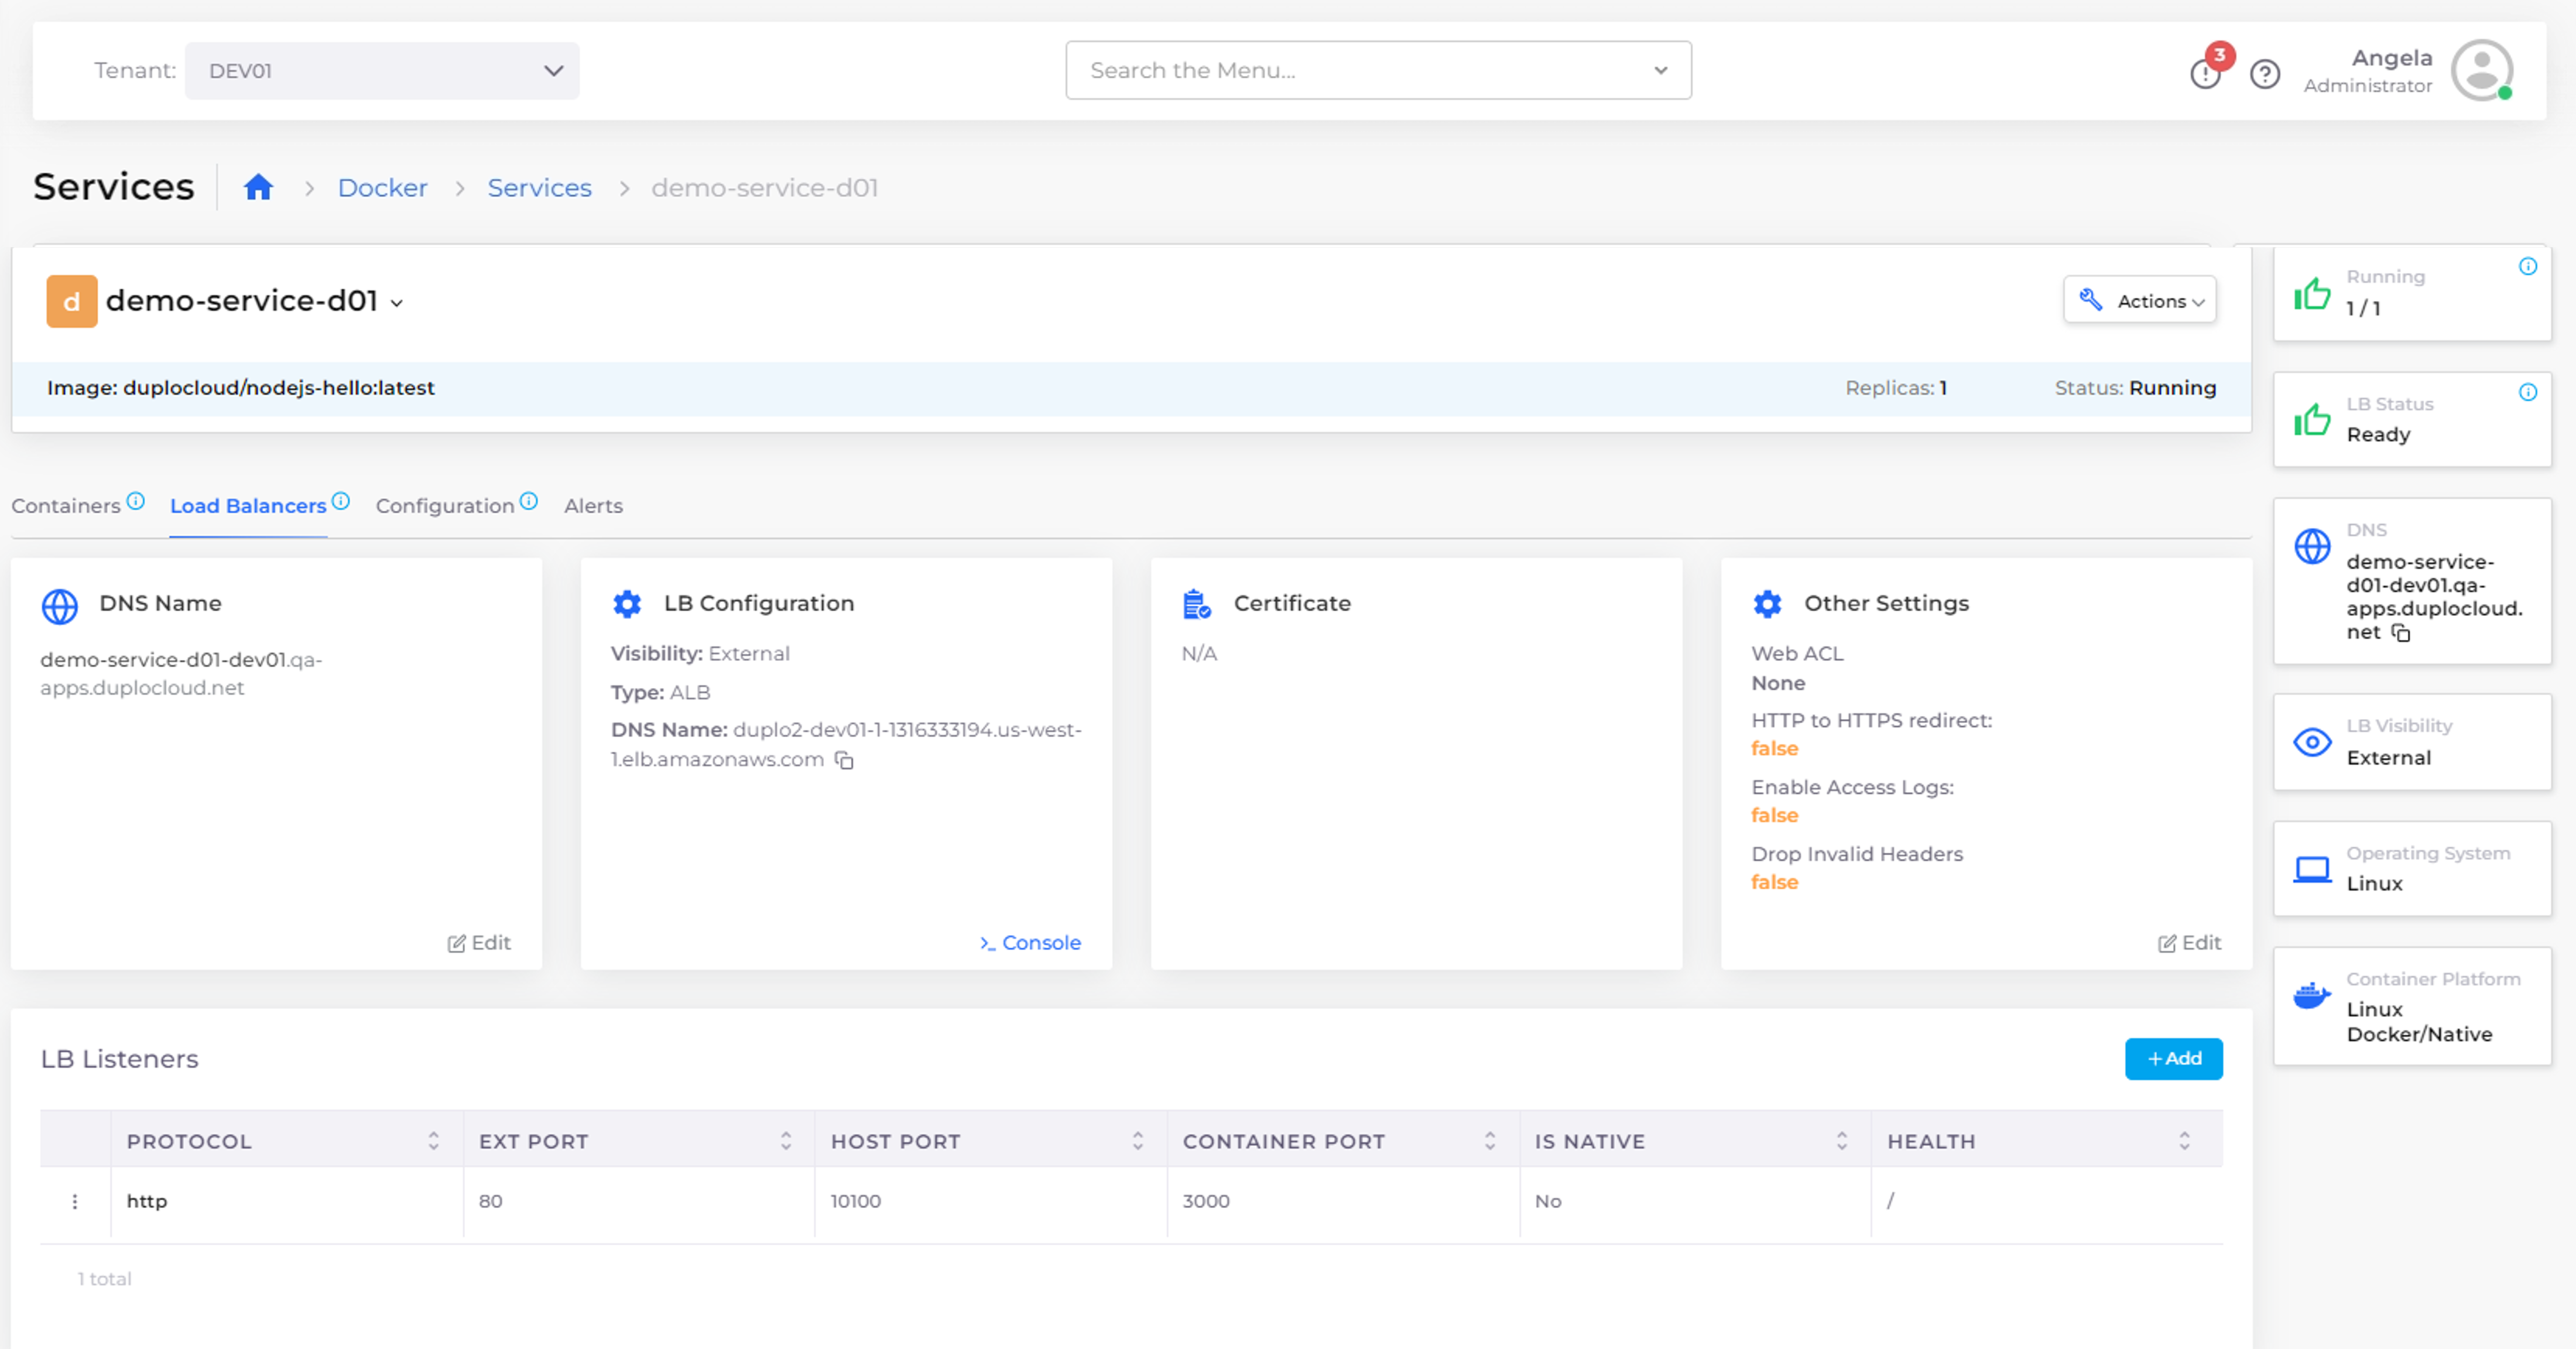 Tenant: DEV01
Search the Menu...
3
Angela
Administrator
Services
Docker
Services
demo-service-d01
d demo-service-d01
Actions
Image: duplocloud/nodejs-hello:latest
Replicas: 1
Status: Running
Running
1 / 1
LB Status
Ready
DNS
demo-service-
d01-dev01.qa-
apps.duplocloud.
net
LB Visibility
External
Operating System
Linux
Container Platform
Linux
Docker/Native
Containers
Load Balancers
Configuration
Alerts
DNS Name
demo-service-d01-dev01.qa-
apps.duplocloud.net
Edit
LB Configuration
Visibility: External
Type: ALB
DNS Name: duplo2-dev01-1-1316333194.us-west-
1.elb.amazonaws.com
>_ Console
Certificate
N/A
Other Settings
Web ACL
None
HTTP to HTTPS redirect:
false
Enable Access Logs:
false
Drop Invalid Headers
false
Edit
LB Listeners
+ Add
PROTOCOL EXT PORT HOST PORT CONTAINER PORT IS NATIVE HEALTH
http 80 10100 3000 No /
1 total